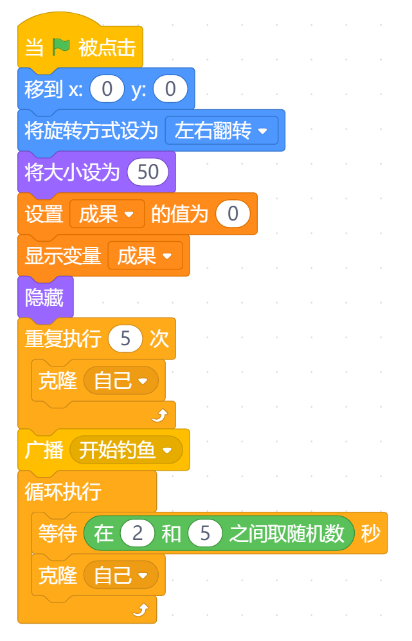 当 被点击
移到 x: 0 y: 0
将旋转方式设为 左右翻转
将大小设为 50
设置 成果 的值为 0
显示变量 成果
隐藏
重复执行 5 次
克隆 自己
广播 开始钓鱼
循环执行
等待 在 2 和 5 之间取随机数 秒
克隆 自己